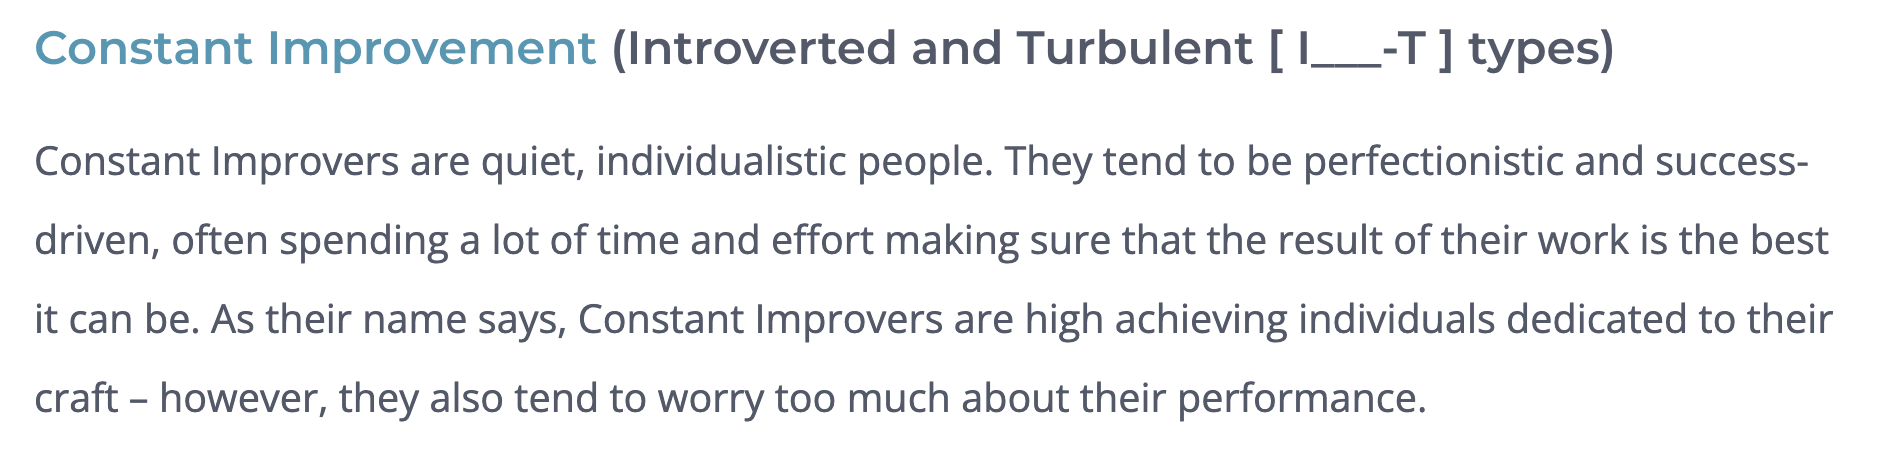 Constant Improvement (Introverted and Turbulent [ I___-T ] types)
Constant Improvers are quiet, individualistic people. They tend to be perfectionistic and success-
driven, often spending a lot of time and effort making sure that the result of their work is the best
it can be. As their name says, Constant Improvers are high achieving individuals dedicated to their
craft – however, they also tend to worry too much about their performance.